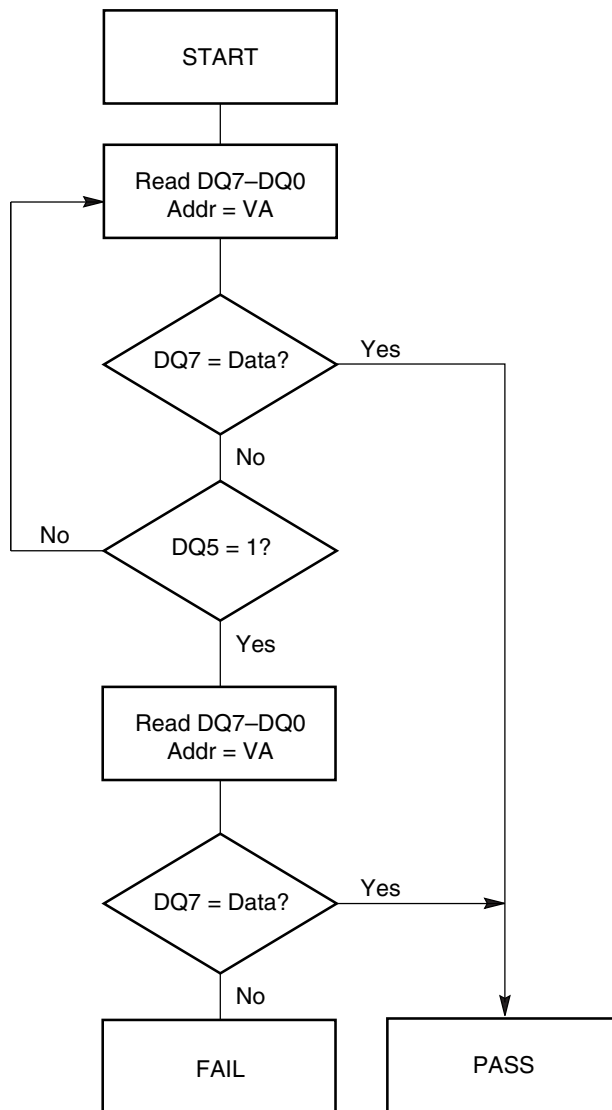 START
Read DQ7–DQ0
Addr = VA
DQ7 = Data?
Yes
No
No
DQ5 = 1?
Yes
Read DQ7–DQ0
Addr = VA
DQ7 = Data?
Yes
No
FAIL
PASS